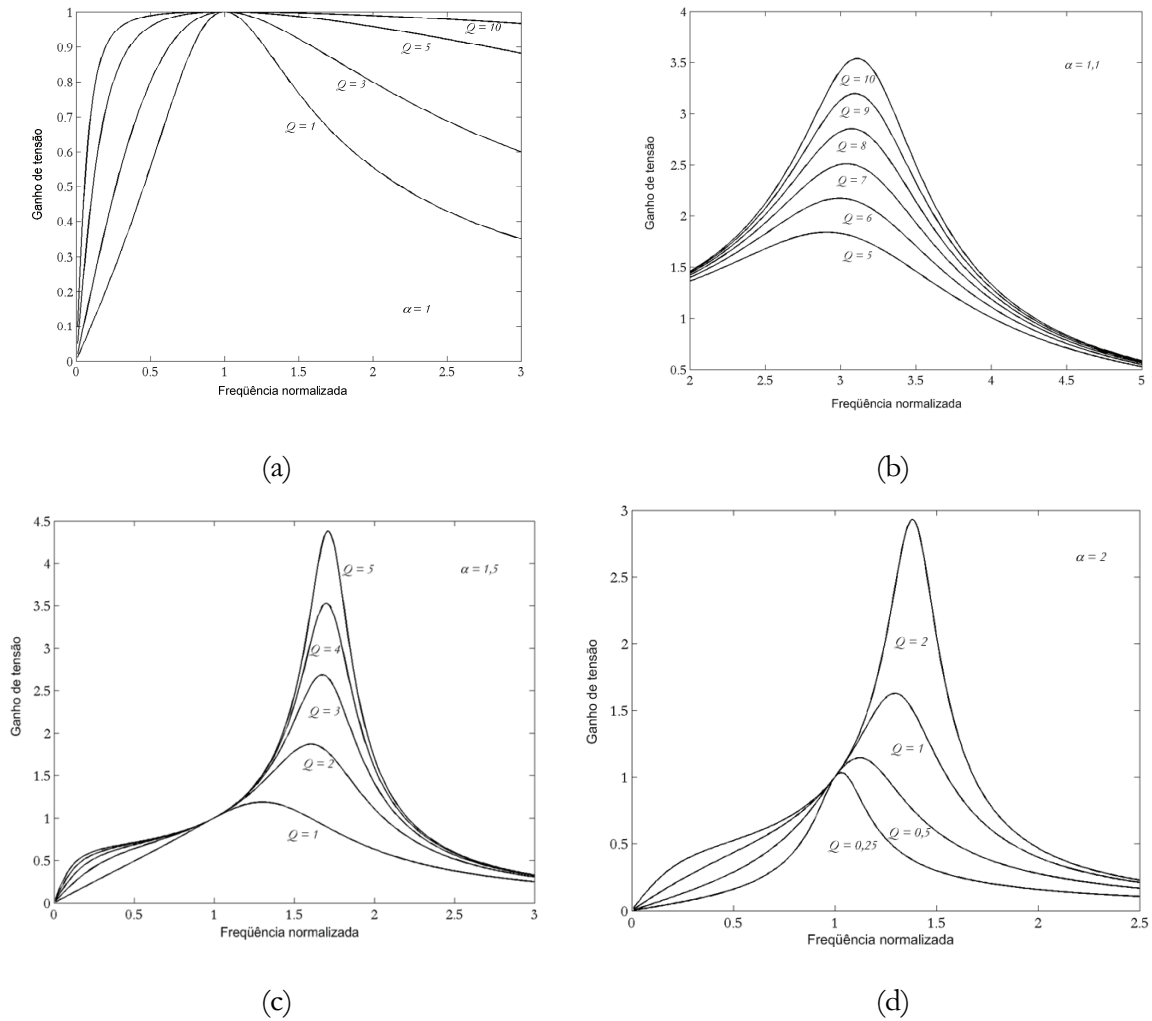 1
0.9
0.8
0.7
0.6
0.5
0.4
0.3
0.2
0.1
0
Ganho de tensão
Q = 10
Q = 5
Q = 3
Q = 1
α = 1
0
0.5
1
1.5
2
2.5
3
Freqüência normalizada
(a)
4
3.5
3
2.5
2
1.5
1
0.5
Ganho de tensão
α = 1,1
Q = 10
Q = 9
Q = 8
Q = 7
Q = 6
Q = 5
2
2.5
3
3.5
4
4.5
5
Freqüência normalizada
(b)
4.5
4
3.5
3
2.5
2
1.5
1
0.5
0
Ganho de tensão
α = 1,5
Q = 5
Q = 4
Q = 3
Q = 2
Q = 1
0
0.5
1
1.5
2
2.5
3
Freqüência normalizada
(c)
3
2.5
2
1.5
1
0.5
0
Ganho de tensão
α = 2
Q = 2
Q = 1
Q = 0,5
Q = 0,25
0
0.5
1
1.5
2
2.5
Freqüência normalizada
(d)